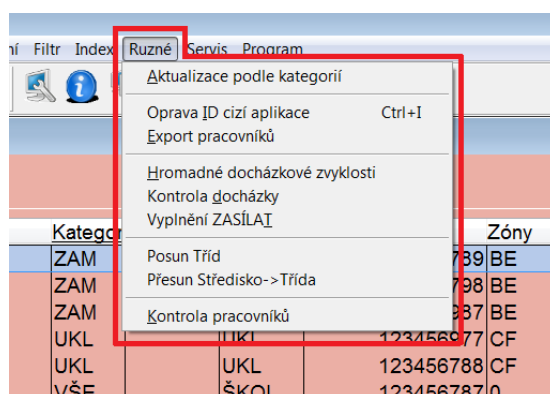 ní Filtr Index Ruzné Servis Program
Aktualizace podle kategorií
Oprava ID cizí aplikace Ctrl+I
Export pracovníků
Hromadné docházkové zvyklosti
Kontrola docházky
Vyplnění ZASÍLAT
Posun Tříd
Přesun Středisko->Třída
Kontrola pracovníků
Kategor Zóny
ZAM 789 BE
ZAM 798 BE
ZAM 987 BE
UKL UKL 123456977 CF
UKL UKL 123456788 CF
VŠE ŠKOL 123456787 0